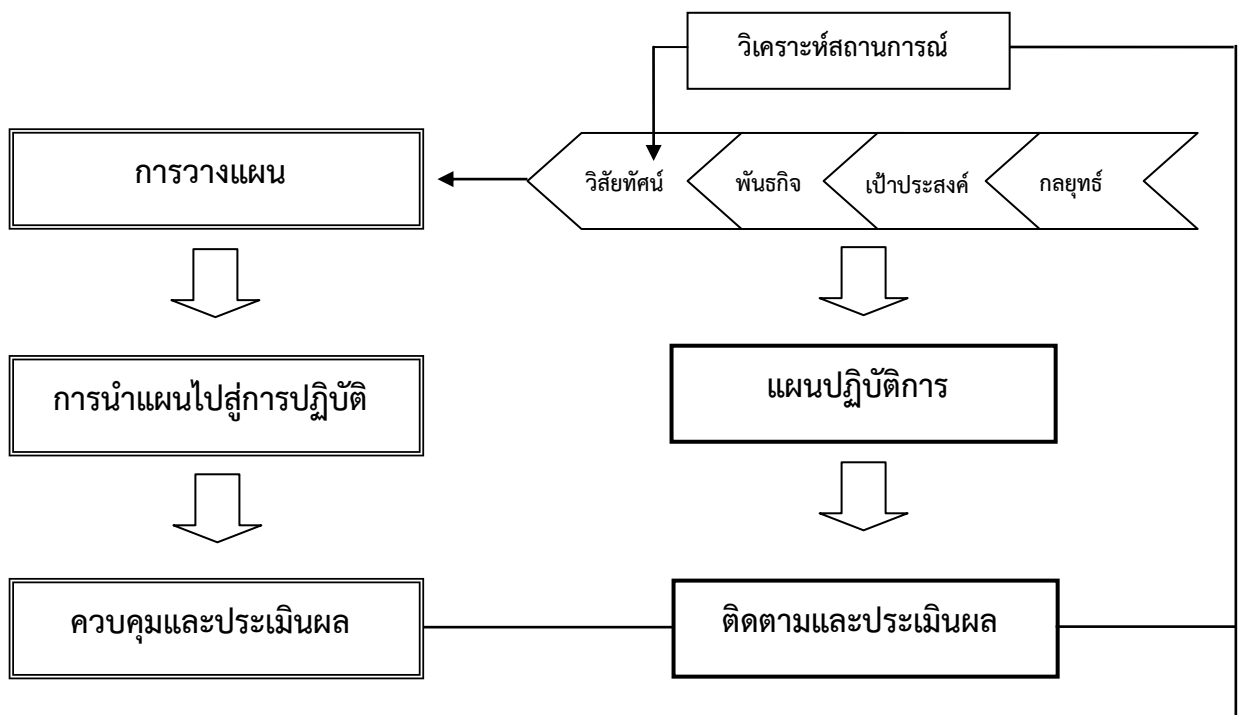 วิเคราะห์สถานการณ์
การวางแผน
วิสัยทัศน์ พันธกิจ เป้าประสงค์ กลยุทธ์
การนำแผนไปสู่การปฏิบัติ
แผนปฏิบัติการ
ควบคุมและประเมินผล
ติดตามและประเมินผล